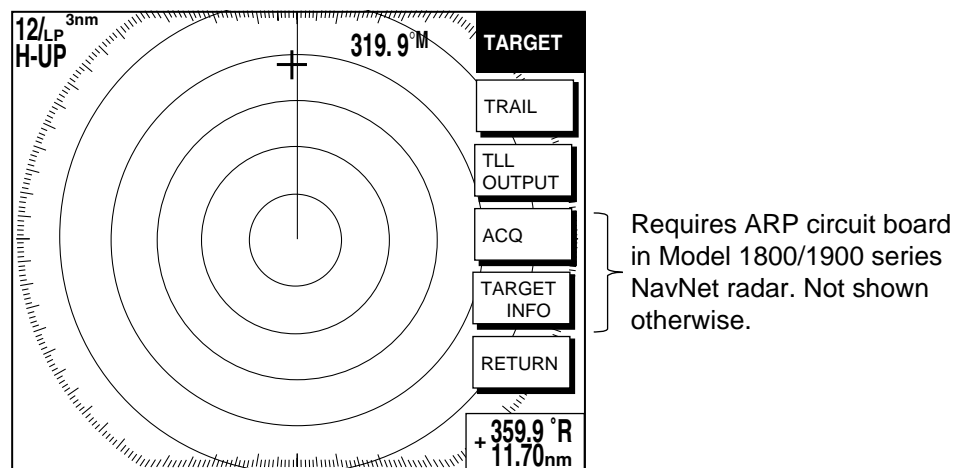 12/LP 3nm
H-UP
319.9°M
TARGET
TRAIL
TLL
OUTPUT
ACQ
TARGET
INFO
RETURN
+ 359.9 °R
11.70nm
Requires ARP circuit board
in Model 1800/1900 series
NavNet radar. Not shown
otherwise.